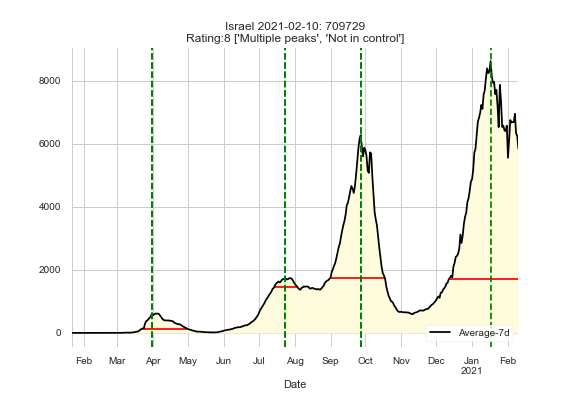 Israel 2021-02-10: 709729
Rating:8 ['Multiple peaks', 'Not in control']
8000
6000
4000
2000
0
Average-7d
Feb Mar Apr May Jun Jul Aug Sep Oct Nov Dec Jan Feb
2021
Date